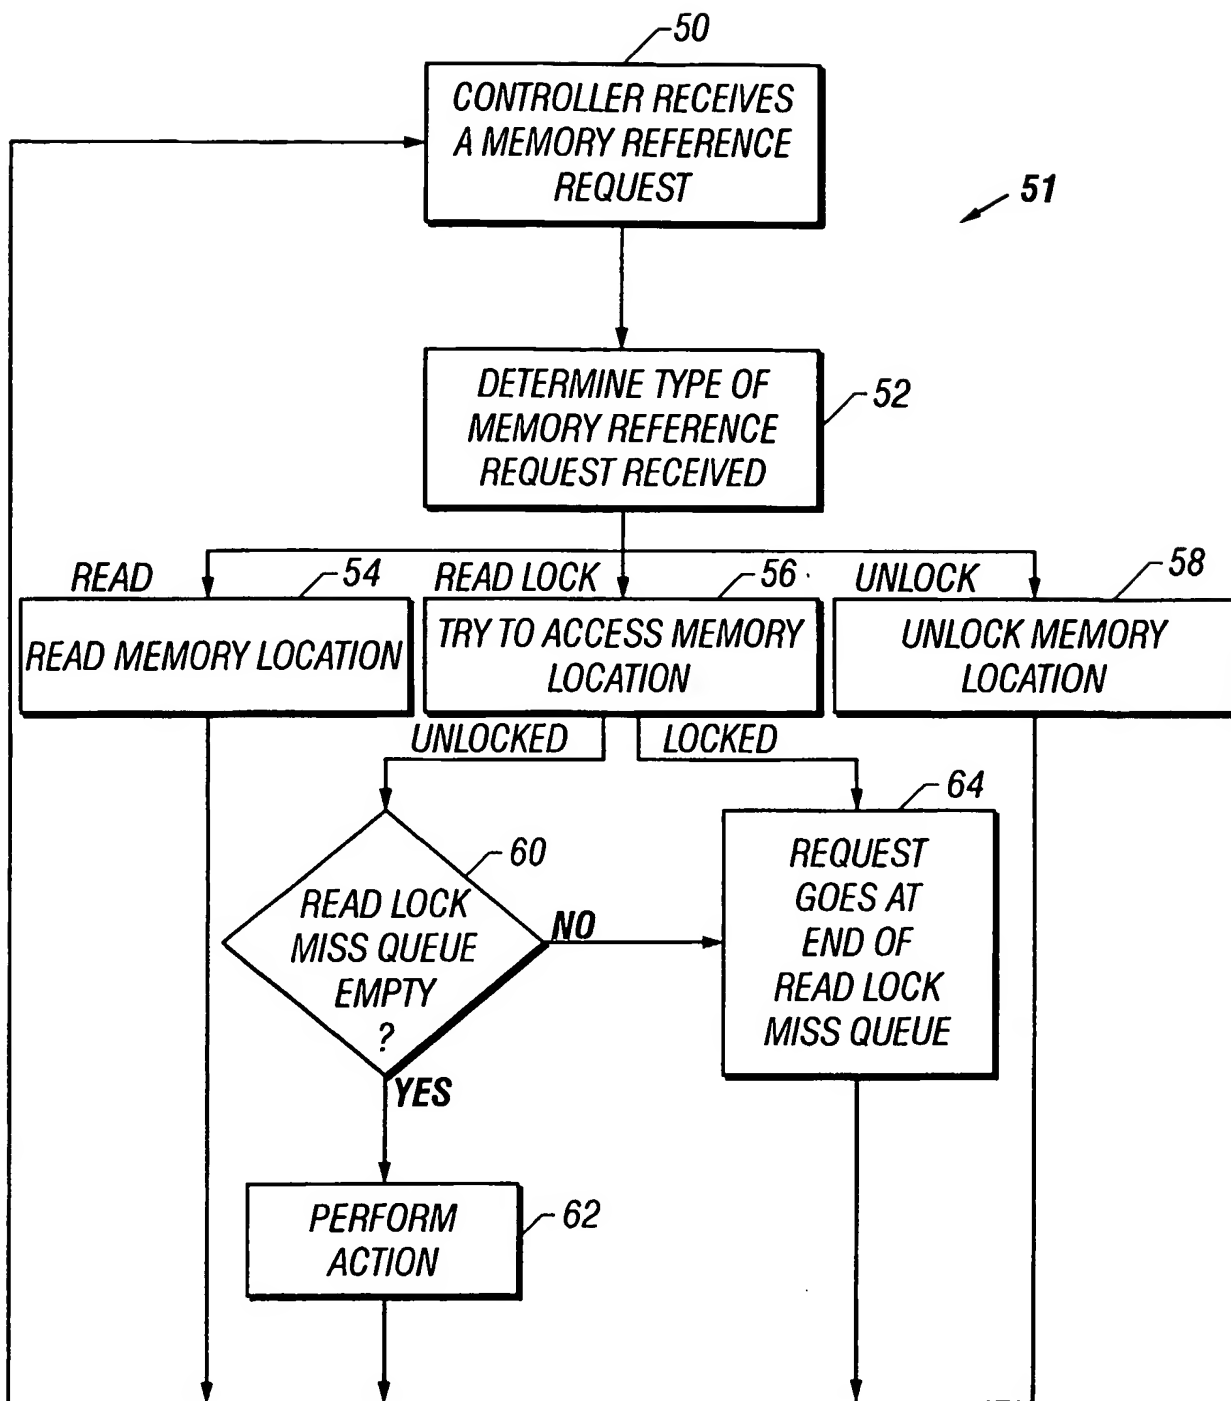 50
CONTROLLER RECEIVES
A MEMORY REFERENCE
REQUEST
51
DETERMINE TYPE OF
MEMORY REFERENCE
REQUEST RECEIVED
52
READ
54
READ LOCK
56
UNLOCK
58
READ MEMORY LOCATION
TRY TO ACCESS MEMORY
LOCATION
UNLOCK MEMORY
LOCATION
UNLOCKED
LOCKED
64
60
READ LOCK
MISS QUEUE
EMPTY
?
NO
YES
REQUEST
GOES AT
END OF
READ LOCK
MISS QUEUE
PERFORM
ACTION
62